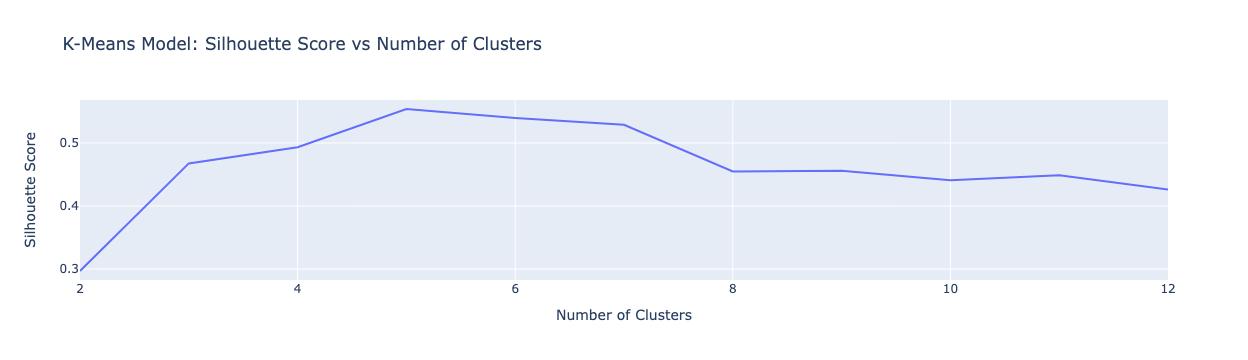 K-Means Model: Silhouette Score vs Number of Clusters
Silhouette Score
0.5
0.4
0.3
2 4 6 8 10 12
Number of Clusters